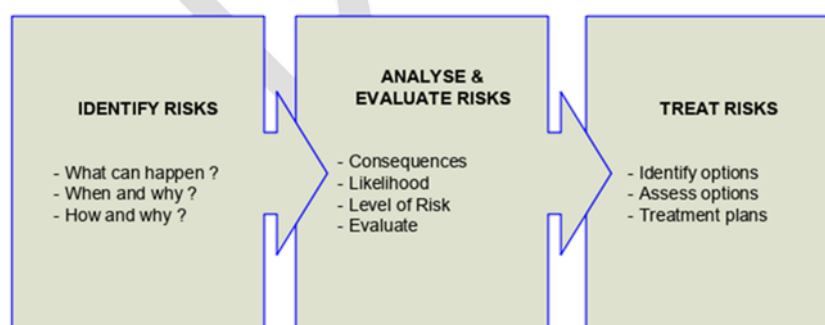 IDENTIFY RISKS
- What can happen ?
- When and why ?
- How and why ?
ANALYSE &
EVALUATE RISKS
- Consequences
- Likelihood
- Level of Risk
- Evaluate
TREAT RISKS
- Identify options
- Assess options
- Treatment plans